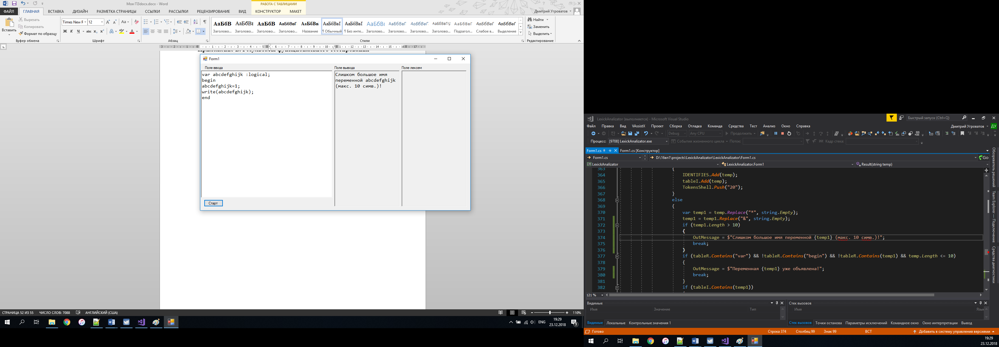 Моя ПЗdocx.docx - Word
РАБОТА С ТАБЛИЦАМИ
ФАЙЛ ГЛАВНАЯ ВСТАВКА ДИЗАЙН РАЗМЕТКА СТРАНИЦЫ ССЫЛКИ РАССЫЛКИ РЕЦЕНЗИРОВАНИЕ ВИД КОНСТРУКТОР МАКЕТ
Дмитрий Угроватов
Вставить
Вырезать
Копировать
Формат по образцу
Буфер обмена
Times New F 12
Шрифт
Абзац
АаБбВ АаБбВі АаБбВ АаБбВвГ АаБбВв АаБбВвІ АаБбВвІ АаБбВі АаБбВвГ АаБбВвГ АаБбВвГг АаБбВвГ АаБбВвГ АаБбВвГ
Заголово... Заголово... Заголово... Заголово... Название ¶ Обычный ¶ Без инте... Заголово... Заголово... Заголово... Заголово... Подзагол... Слабое в... Выделение
Стили
Найти
Заменить
Выделить
Редактирование
Form1
Поле ввода
var abcdefghijk :logical;
begin
abcdefghijk=1;
write(abcdefghijk);
end
Старт
Поле вывода
Слишком большое имя
переменной abcdefghijk
(макс. 10 симв.)!
Поле лексем
СТРАНИЦА 52 ИЗ 55 ЧИСЛО СЛОВ: 7088 АНГЛИЙСКИЙ (США)
110%
ENG
19:29
23.12.2018
3
LexickAnalizator (выполняется) - Microsoft Visual Studio
Быстрый запуск (Ctrl+Q)
Файл Правка Вид VAssistX Проект Сборка Отладка Команда Средства Тест Анализ Окно Справка
Дмитрий Угроватов ДУ
Debug Any CPU Продолжить
Процесс: [9708] LexickAnalizator.exe События жизненного цикла Поток: Кадр стека:
Form1.cs Form1.cs [Конструктор]
Form1.cs D:\16вп1\projects\LexickAnalizator\LexickAnalizator\Form1.cs Go
LexickAnalizator LexickAnalizator.Form1 Result(string temp)
363 {
364 IDENTIFIES.Add(temp);
365 tableI.Add(temp);
366 TokensShell.Push("20");
367 }
368 else
369 {
370 var temp1 = temp.Replace("*", string.Empty);
371 temp1 = temp1.Replace("&", string.Empty);
372 if (temp1.Length > 10)
373 {
374 OutMessage = $"Слишком большое имя переменной {temp1} (макс. 10 симв.)!";
375 break;
376 }
377 if (tableR.Contains("var") && !tableR.Contains("begin") && !tableR.Contains(temp1) && temp.Length <= 10)
378 {
379 OutMessage = $"Переменная {temp1} уже объявлена!";
380 break;
381 }
382 if (tableI.Contains(temp1))
121 %
Обозреватель решений
Team Explorer — Подключение
Средства диагностики
Видимые
Имя Значение Тип
Видимые Локальные Контрольные значения 1
Стек вызовов
Имя Язык
Стек вызовов Точки останова Параметры исключений Командное окно Окно интерпретации Вывод
Готово Строка 374 Столбец 99 Знак 99 ВСТ Добавить в систему управления версиями
19:29
23.12.2018